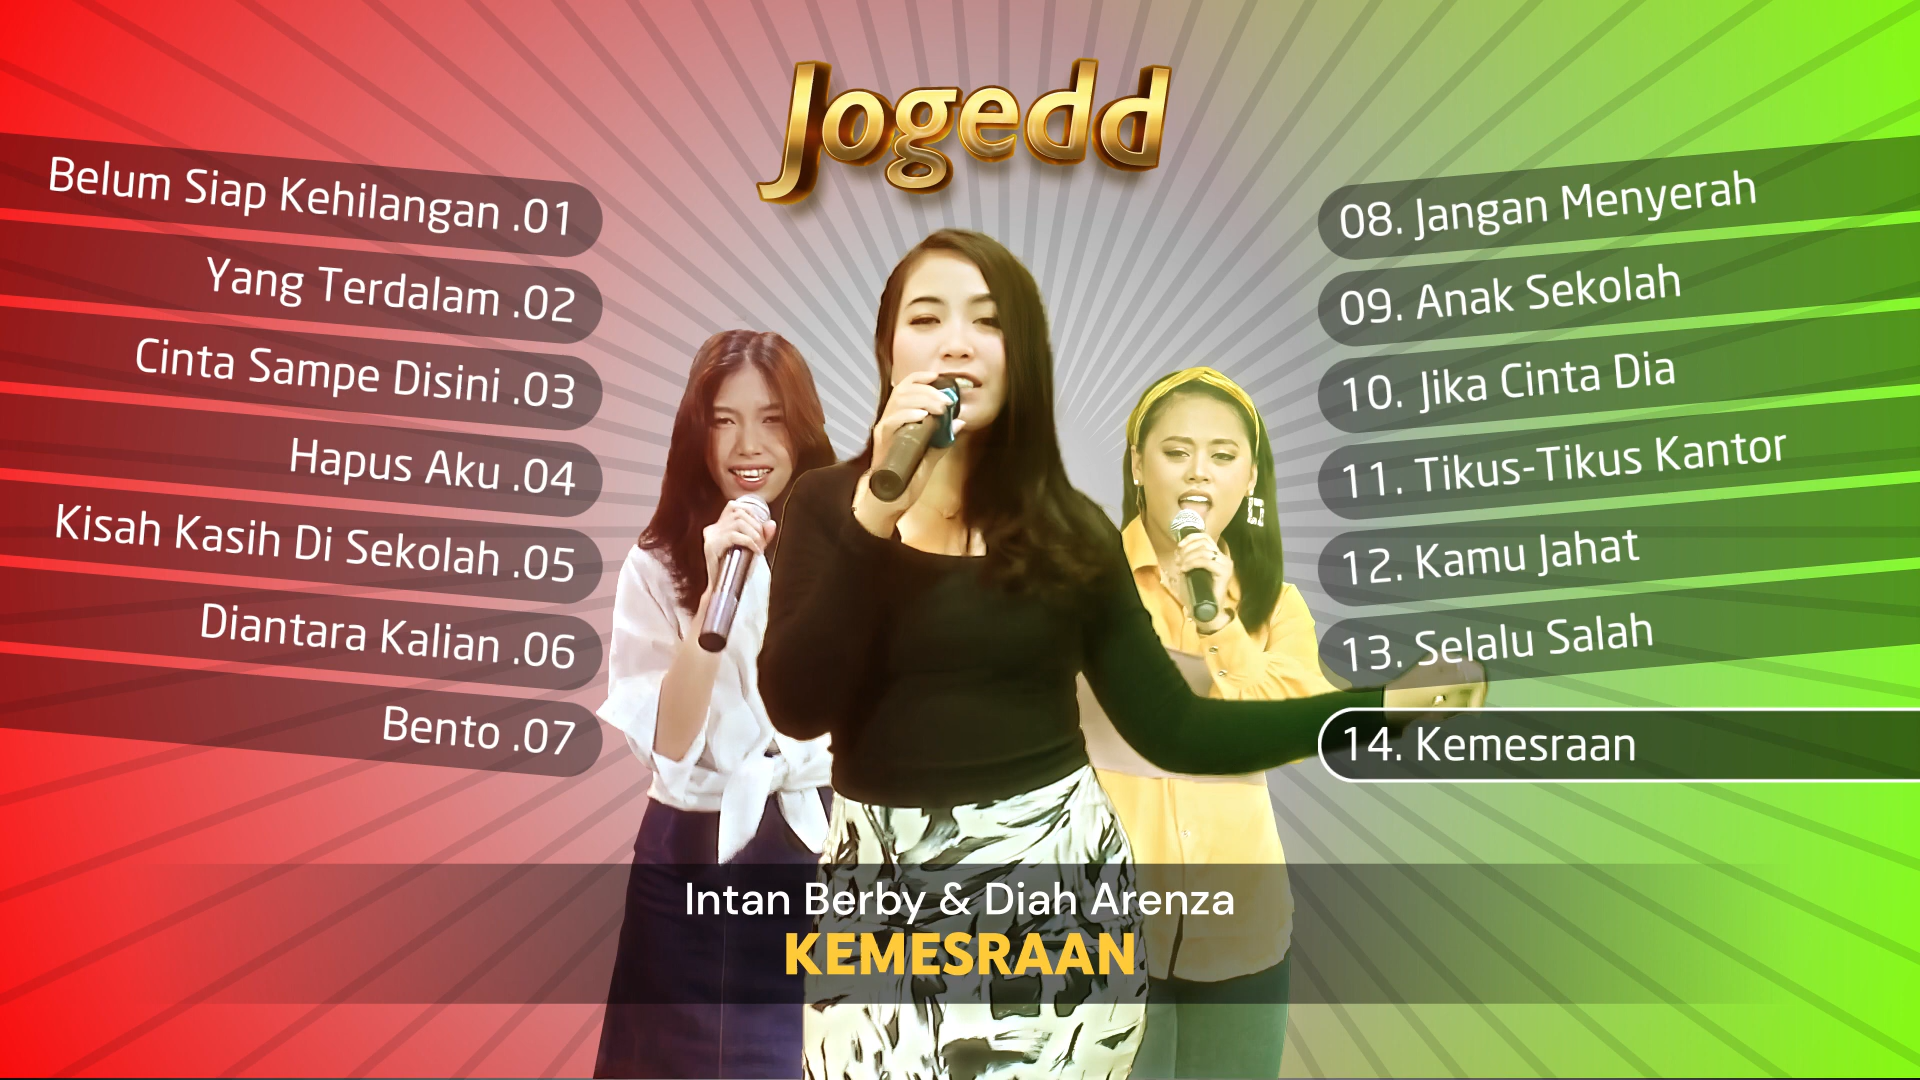 Jogedd
Belum Siap Kehilangan .01
Yang Terdalam .02
Cinta Sampe Disini .03
Hapus Aku .04
Kisah Kasih Di Sekolah .05
Diantara Kalian .06
Bento .07
08. Jangan Menyerah
09. Anak Sekolah
10. Jika Cinta Dia
11. Tikus-Tikus Kantor
12. Kamu Jahat
13. Selalu Salah
14. Kemesraan
Intan Berby & Diah Arenza
KEMESRAAN